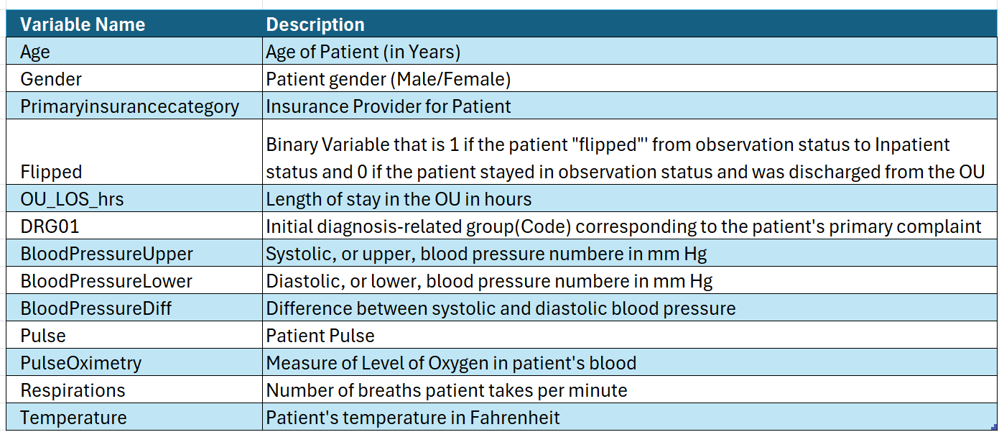 Variable Name Description
Age Age of Patient (in Years)
Gender Patient gender (Male/Female)
Primaryinsurancecategory Insurance Provider for Patient
Binary Variable that is 1 if the patient "flipped"' from observation status to Inpatient
Flipped status and 0 if the patient stayed in observation status and was discharged from the OU
OU_LOS_hrs Length of stay in the OU in hours
DRG01 Initial diagnosis-related group(Code) corresponding to the patient's primary complaint
BloodPressureUpper Systolic, or upper, blood pressure numbere in mm Hg
BloodPressureLower Diastolic, or lower, blood pressure numbere in mm Hg
BloodPressureDiff Difference between systolic and diastolic blood pressure
Pulse Patient Pulse
PulseOximetry Measure of Level of Oxygen in patient's blood
Respirations Number of breaths patient takes per minute
Temperature Patient's temperature in Fahrenheit